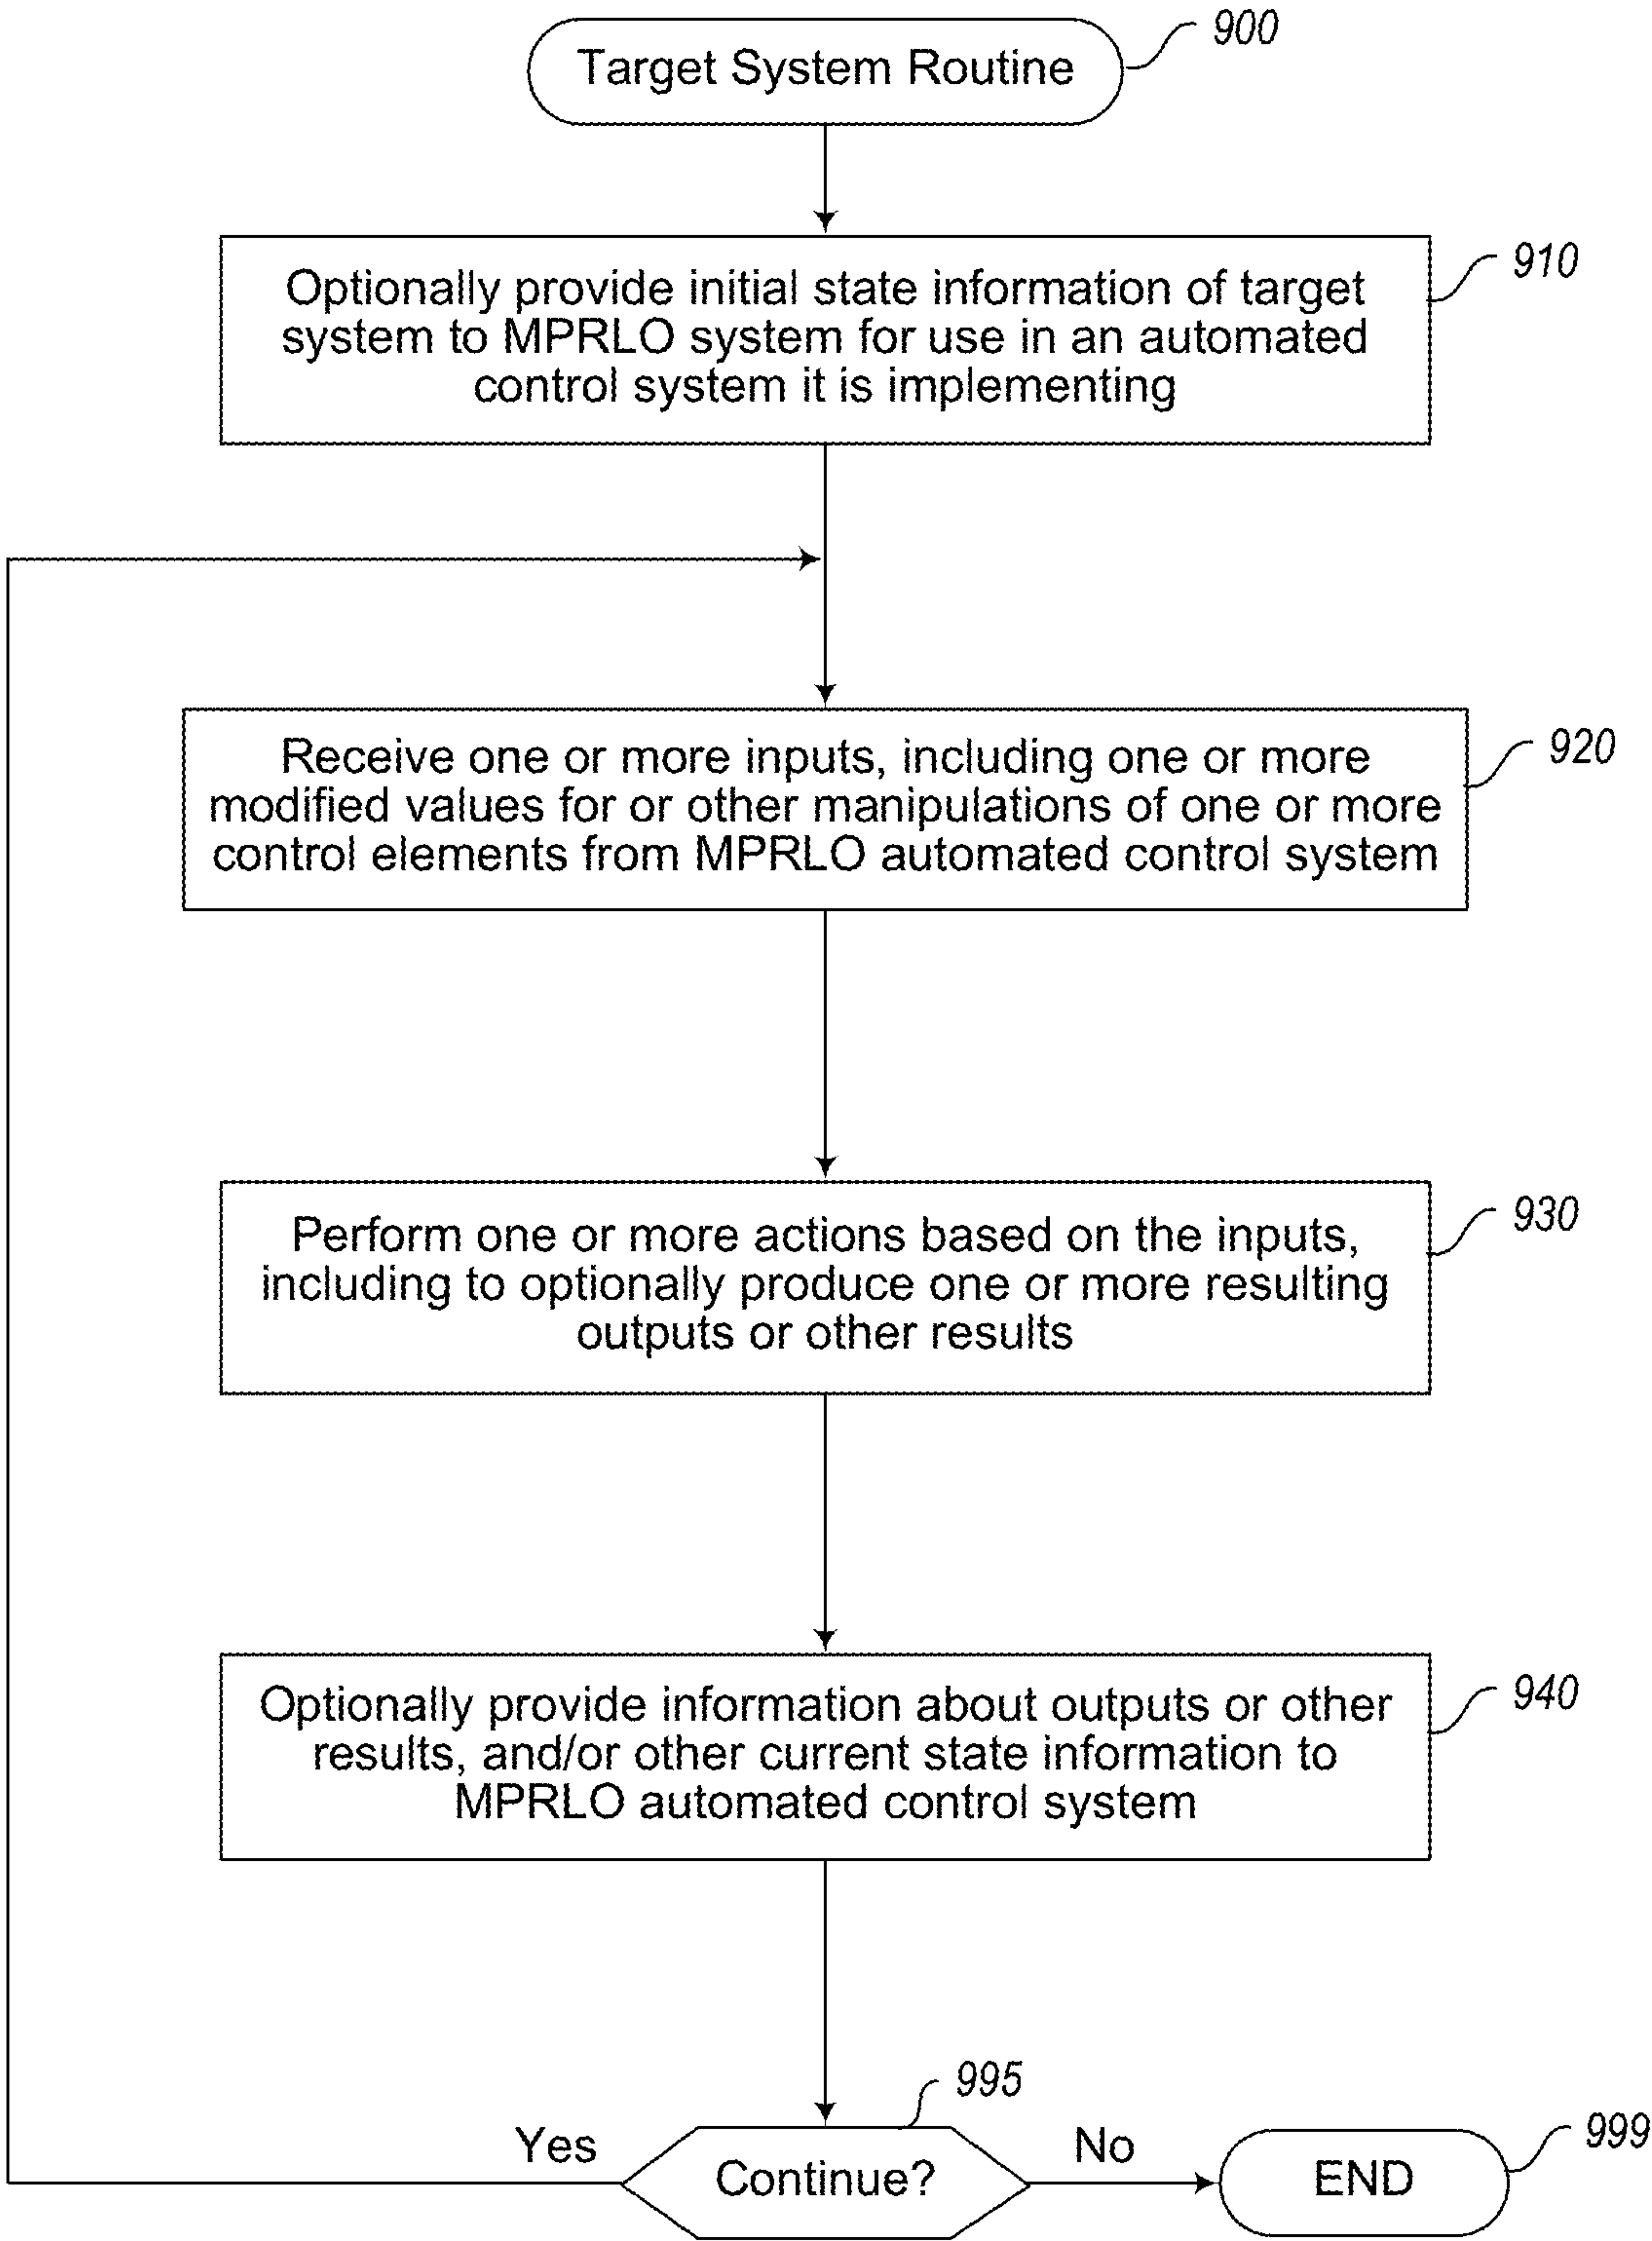 900
Target System Routine
910
Optionally provide initial state information of target
system to MPRLO system for use in an automated
control system it is implementing
920
Receive one or more inputs, including one or more
modified values for or other manipulations of one or more
control elements from MPRLO automated control system
930
Perform one or more actions based on the inputs,
including to optionally produce one or more resulting
outputs or other results
940
Optionally provide information about outputs or other
results, and/or other current state information to
MPRLO automated control system
995
Yes
Continue?
No
END
999